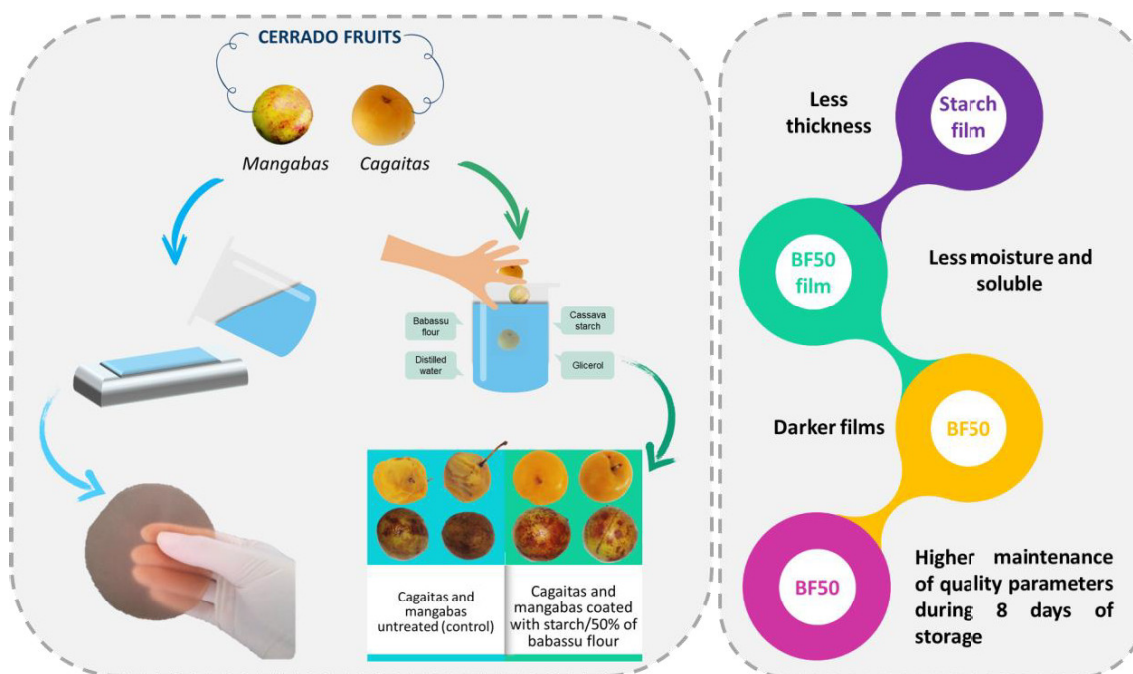 CERRADO FRUITS
Mangabas
Cagaitas
Babassu
flour
Cassava
starch
Distilled
water
Glicerol
Cagaitas and
mangabas
untreated (control)
Cagaitas and
mangabas coated
with starch/50% of
babassu flour
Less
thickness
Starch
film
BF50
film
Less moisture and
soluble
Darker films
BF50
BF50
Higher maintenance
of quality parameters
during 8 days of
storage